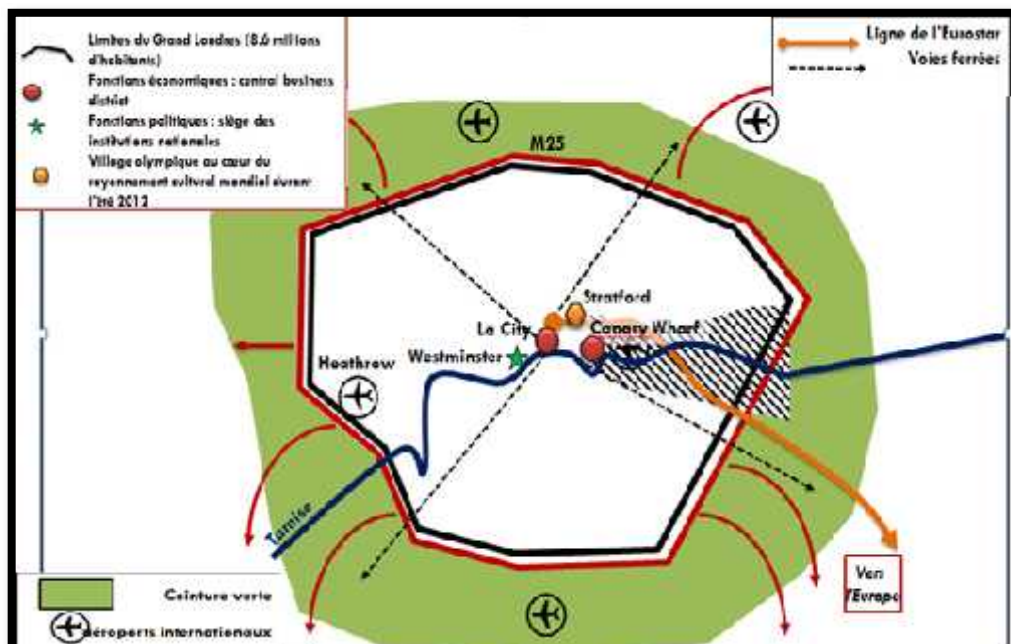 Limites du Grand Londres (8.6 millions
d'habitants)
Fonctions économiques : central business
district
Fonctions politiques : siège des
institutions nationales
Village olympique au cœur du
rayonnement cultural mondial durant
l'été 2012
Ligne de l'Eurostar
Voies ferrées
M25
Stratford
La City
Canary Wharf
Westminster
Heathrow
Tamise
Vers
l'Europe
Ceinture verte
aéroports internationaux